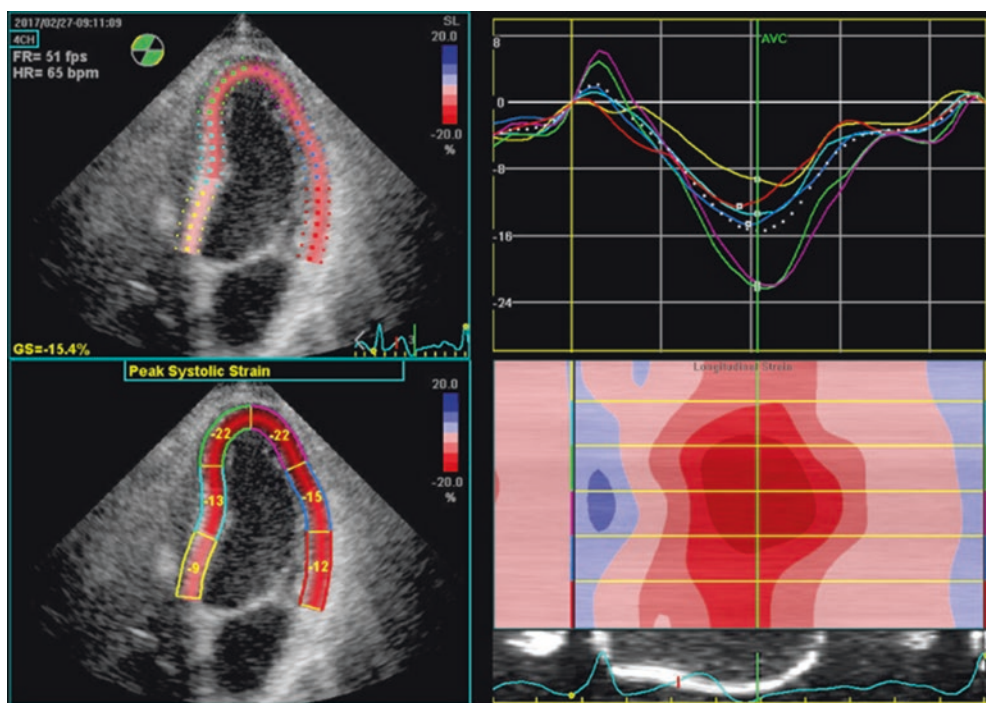 2017/02/27-09:11:09
4CH
FR= 51 fps
HR= 65 bpm
SL
20.0
-20.0
%
GS=-15.4%
8
AVC
0
-8
-16
-24
Peak Systolic Strain
20.0
-20.0
%
-22
-22
-13
-15
-9
-12
Longitudinal Strain